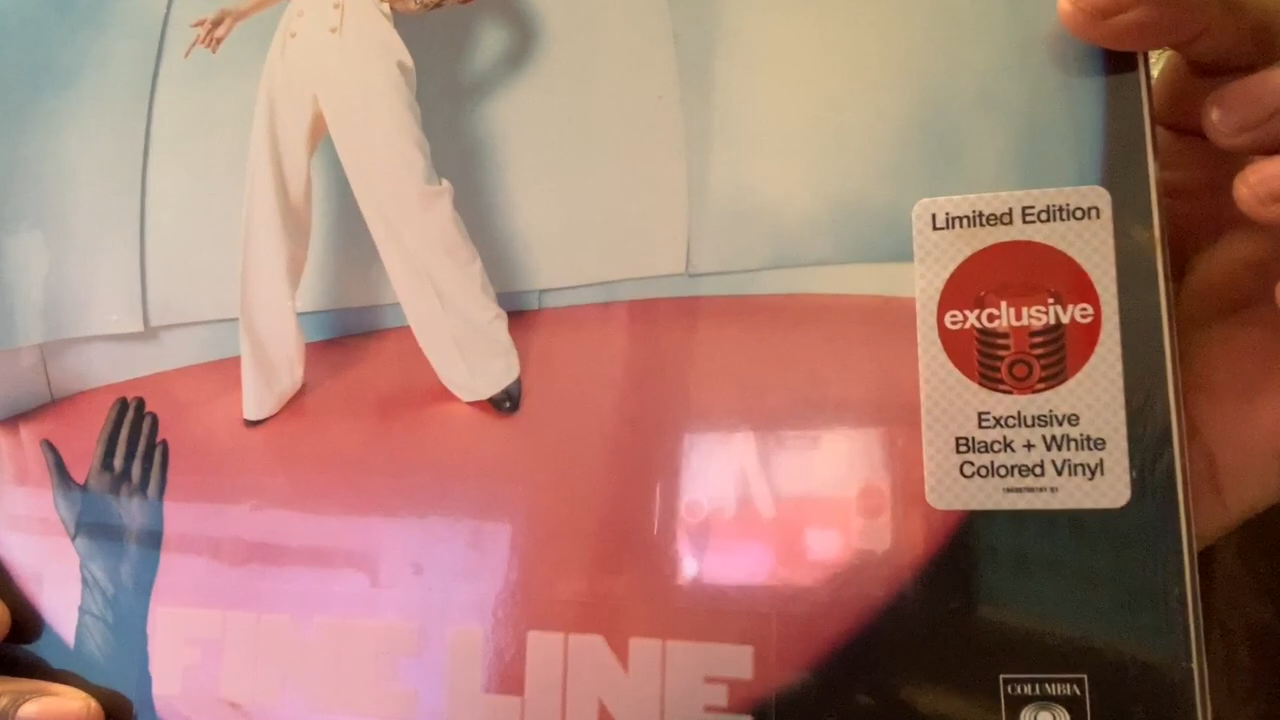 Limited Edition
exclusive
Exclusive
Black + White
Colored Vinyl
FINE LINE
COLUMBIA